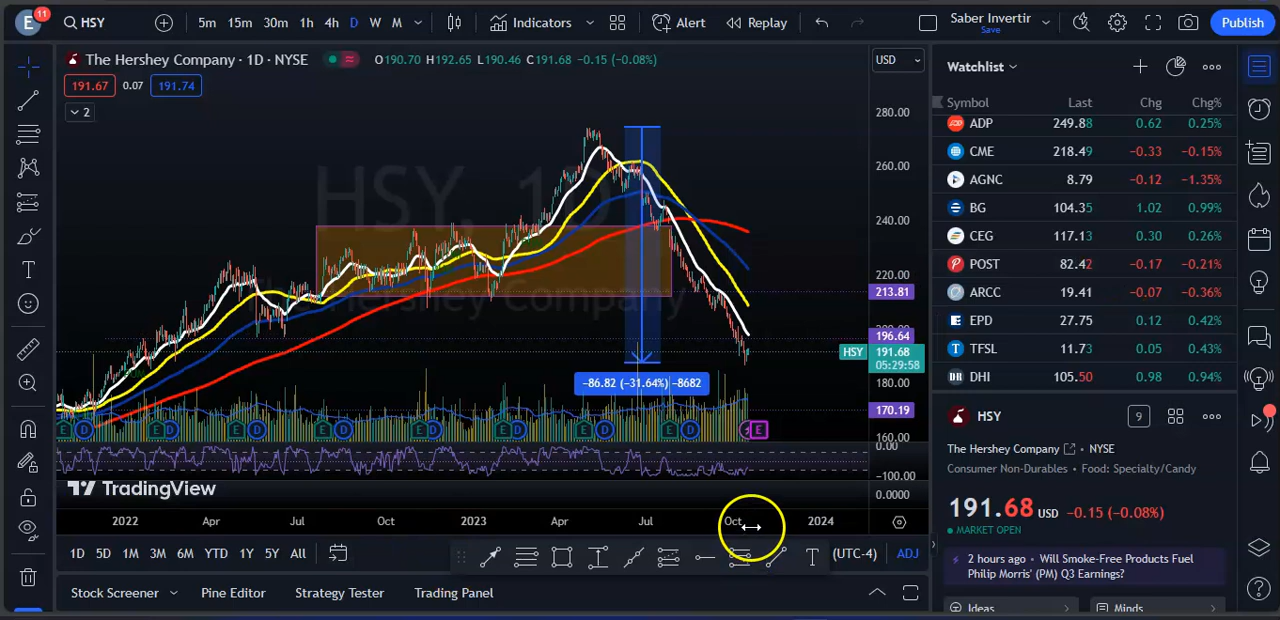 E 11 HSY 5m 15m 30m 1h 4h D W M Indicators Alert Replay Saber Invertir Save Publish
The Hershey Company · 1D · NYSE O190.70 H192.65 L190.46 C191.68 -0.15 (-0.08%) USD
191.67 0.07 191.74
2
HSY, 1D
The Hershey Company
280.00
260.00
240.00
220.00
213.81
196.64
HSY 191.68
05:29:58
180.00
170.19
160.00
0.00
-100.00
0.0000
-86.82 (-31.64%) -8682
E D E D E D E D E D E D E D E D E
TradingView
2022 Apr Jul Oct 2023 Apr Jul Oct 2024
1D 5D 1M 3M 6M YTD 1Y 5Y All T (UTC-4) ADJ
Stock Screener Pine Editor Strategy Tester Trading Panel
Watchlist
Symbol Last Chg Chg%
ADP 249.88 0.62 0.25%
CME 218.49 -0.33 -0.15%
AGNC 8.79 -0.12 -1.35%
BG 104.35 1.02 0.99%
CEG 117.13 0.30 0.26%
POST 82.42 -0.17 -0.21%
ARCC 19.41 -0.07 -0.36%
EPD 27.75 0.12 0.42%
TFSL 11.73 0.05 0.43%
DHI 105.50 0.98 0.94%
HSY 9
The Hershey Company · NYSE
Consumer Non-Durables · Food: Specialty/Candy
191.68 USD -0.15 (-0.08%)
MARKET OPEN
2 hours ago · Will Smoke-Free Products Fuel
Philip Morris' (PM) Q3 Earnings?
Ideas Minds